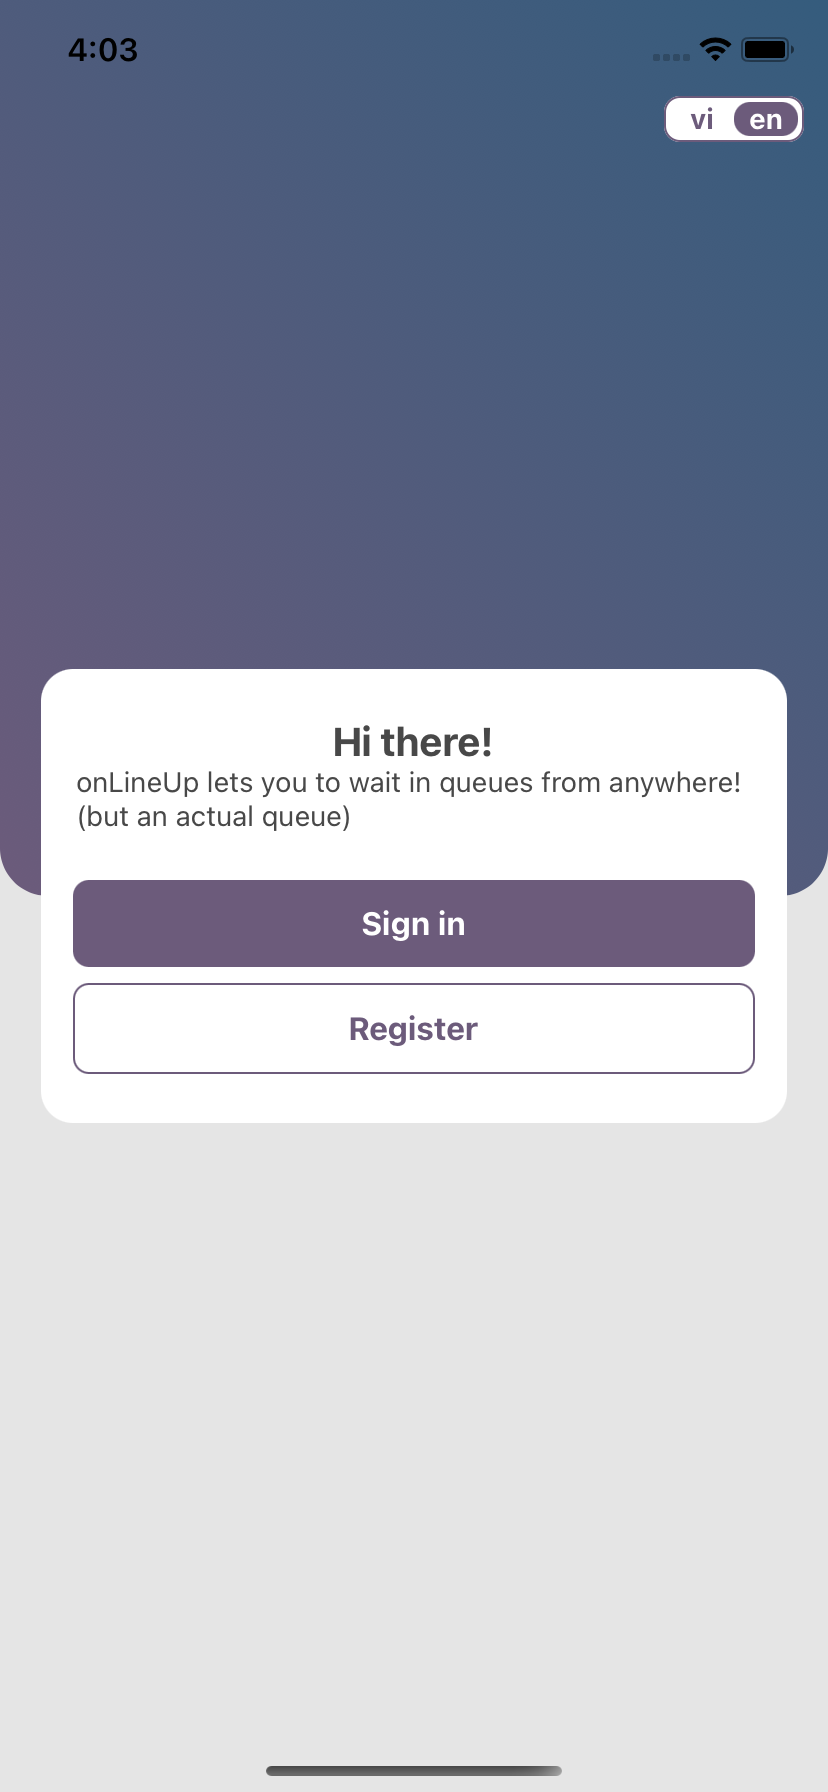 4:03
vi en
Hi there!
onLineUp lets you to wait in queues from anywhere!
(but an actual queue)
Sign in
Register